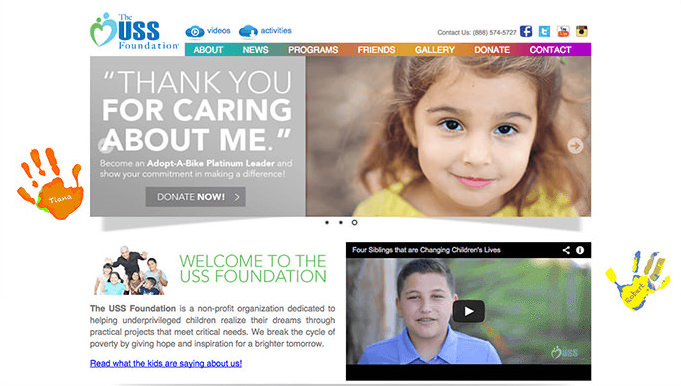 The
USS
Foundation
videos
activities
Contact Us: (888) 574-5727
ABOUT NEWS PROGRAMS FRIENDS GALLERY DONATE CONTACT
“THANK YOU
FOR CARING
ABOUT ME.”
Become an Adopt-A-Bike Platinum Leader and
show your commitment in making a difference!
DONATE NOW!
Tiana
WELCOME TO THE
USS FOUNDATION
The USS Foundation is a non-profit organization dedicated to
helping underprivileged children realize their dreams through
practical projects that meet critical needs. We break the cycle of
poverty by giving hope and inspiration for a brighter tomorrow.
Read what the kids are saying about us!
Four Siblings that are Changing Children's Lives
USS
Robert